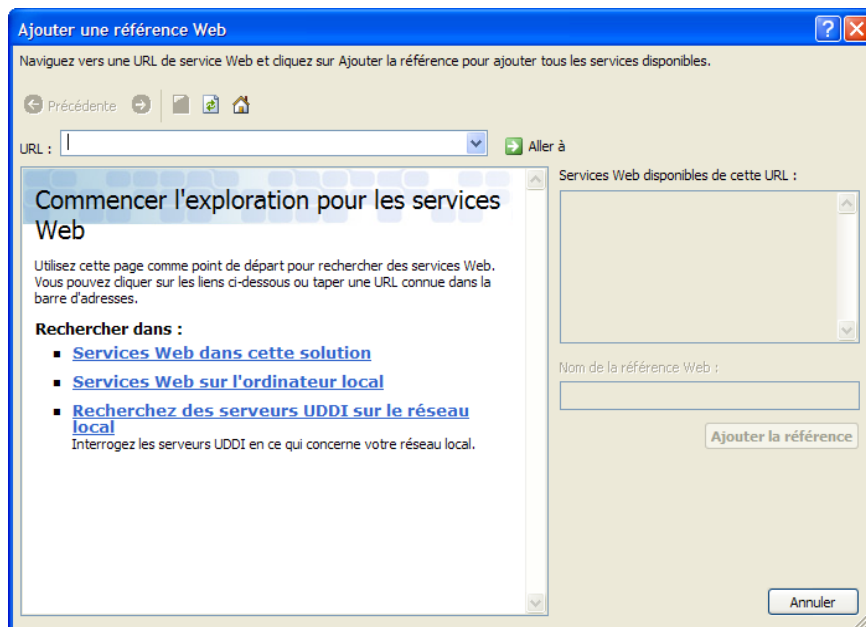 Ajouter une référence Web
Naviguez vers une URL de service Web et cliquez sur Ajouter la référence pour ajouter tous les services disponibles.
Précédente
URL :
Aller à
Commencer l'exploration pour les services
Web
Utilisez cette page comme point de départ pour rechercher des services Web.
Vous pouvez cliquer sur les liens ci-dessous ou taper une URL connue dans la
barre d'adresses.
Rechercher dans :
Services Web dans cette solution
Services Web sur l'ordinateur local
Recherchez des serveurs UDDI sur le réseau
local
Interrogez les serveurs UDDI en ce qui concerne votre réseau local.
Services Web disponibles de cette URL :
Nom de la référence Web :
Ajouter la référence
Annuler